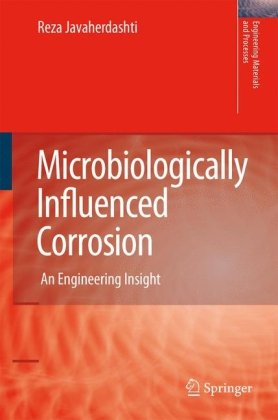 Reza Javaherdashti
Engineering Materials
and Processes
Microbiologically
Influenced
Corrosion
An Engineering Insight
Springer